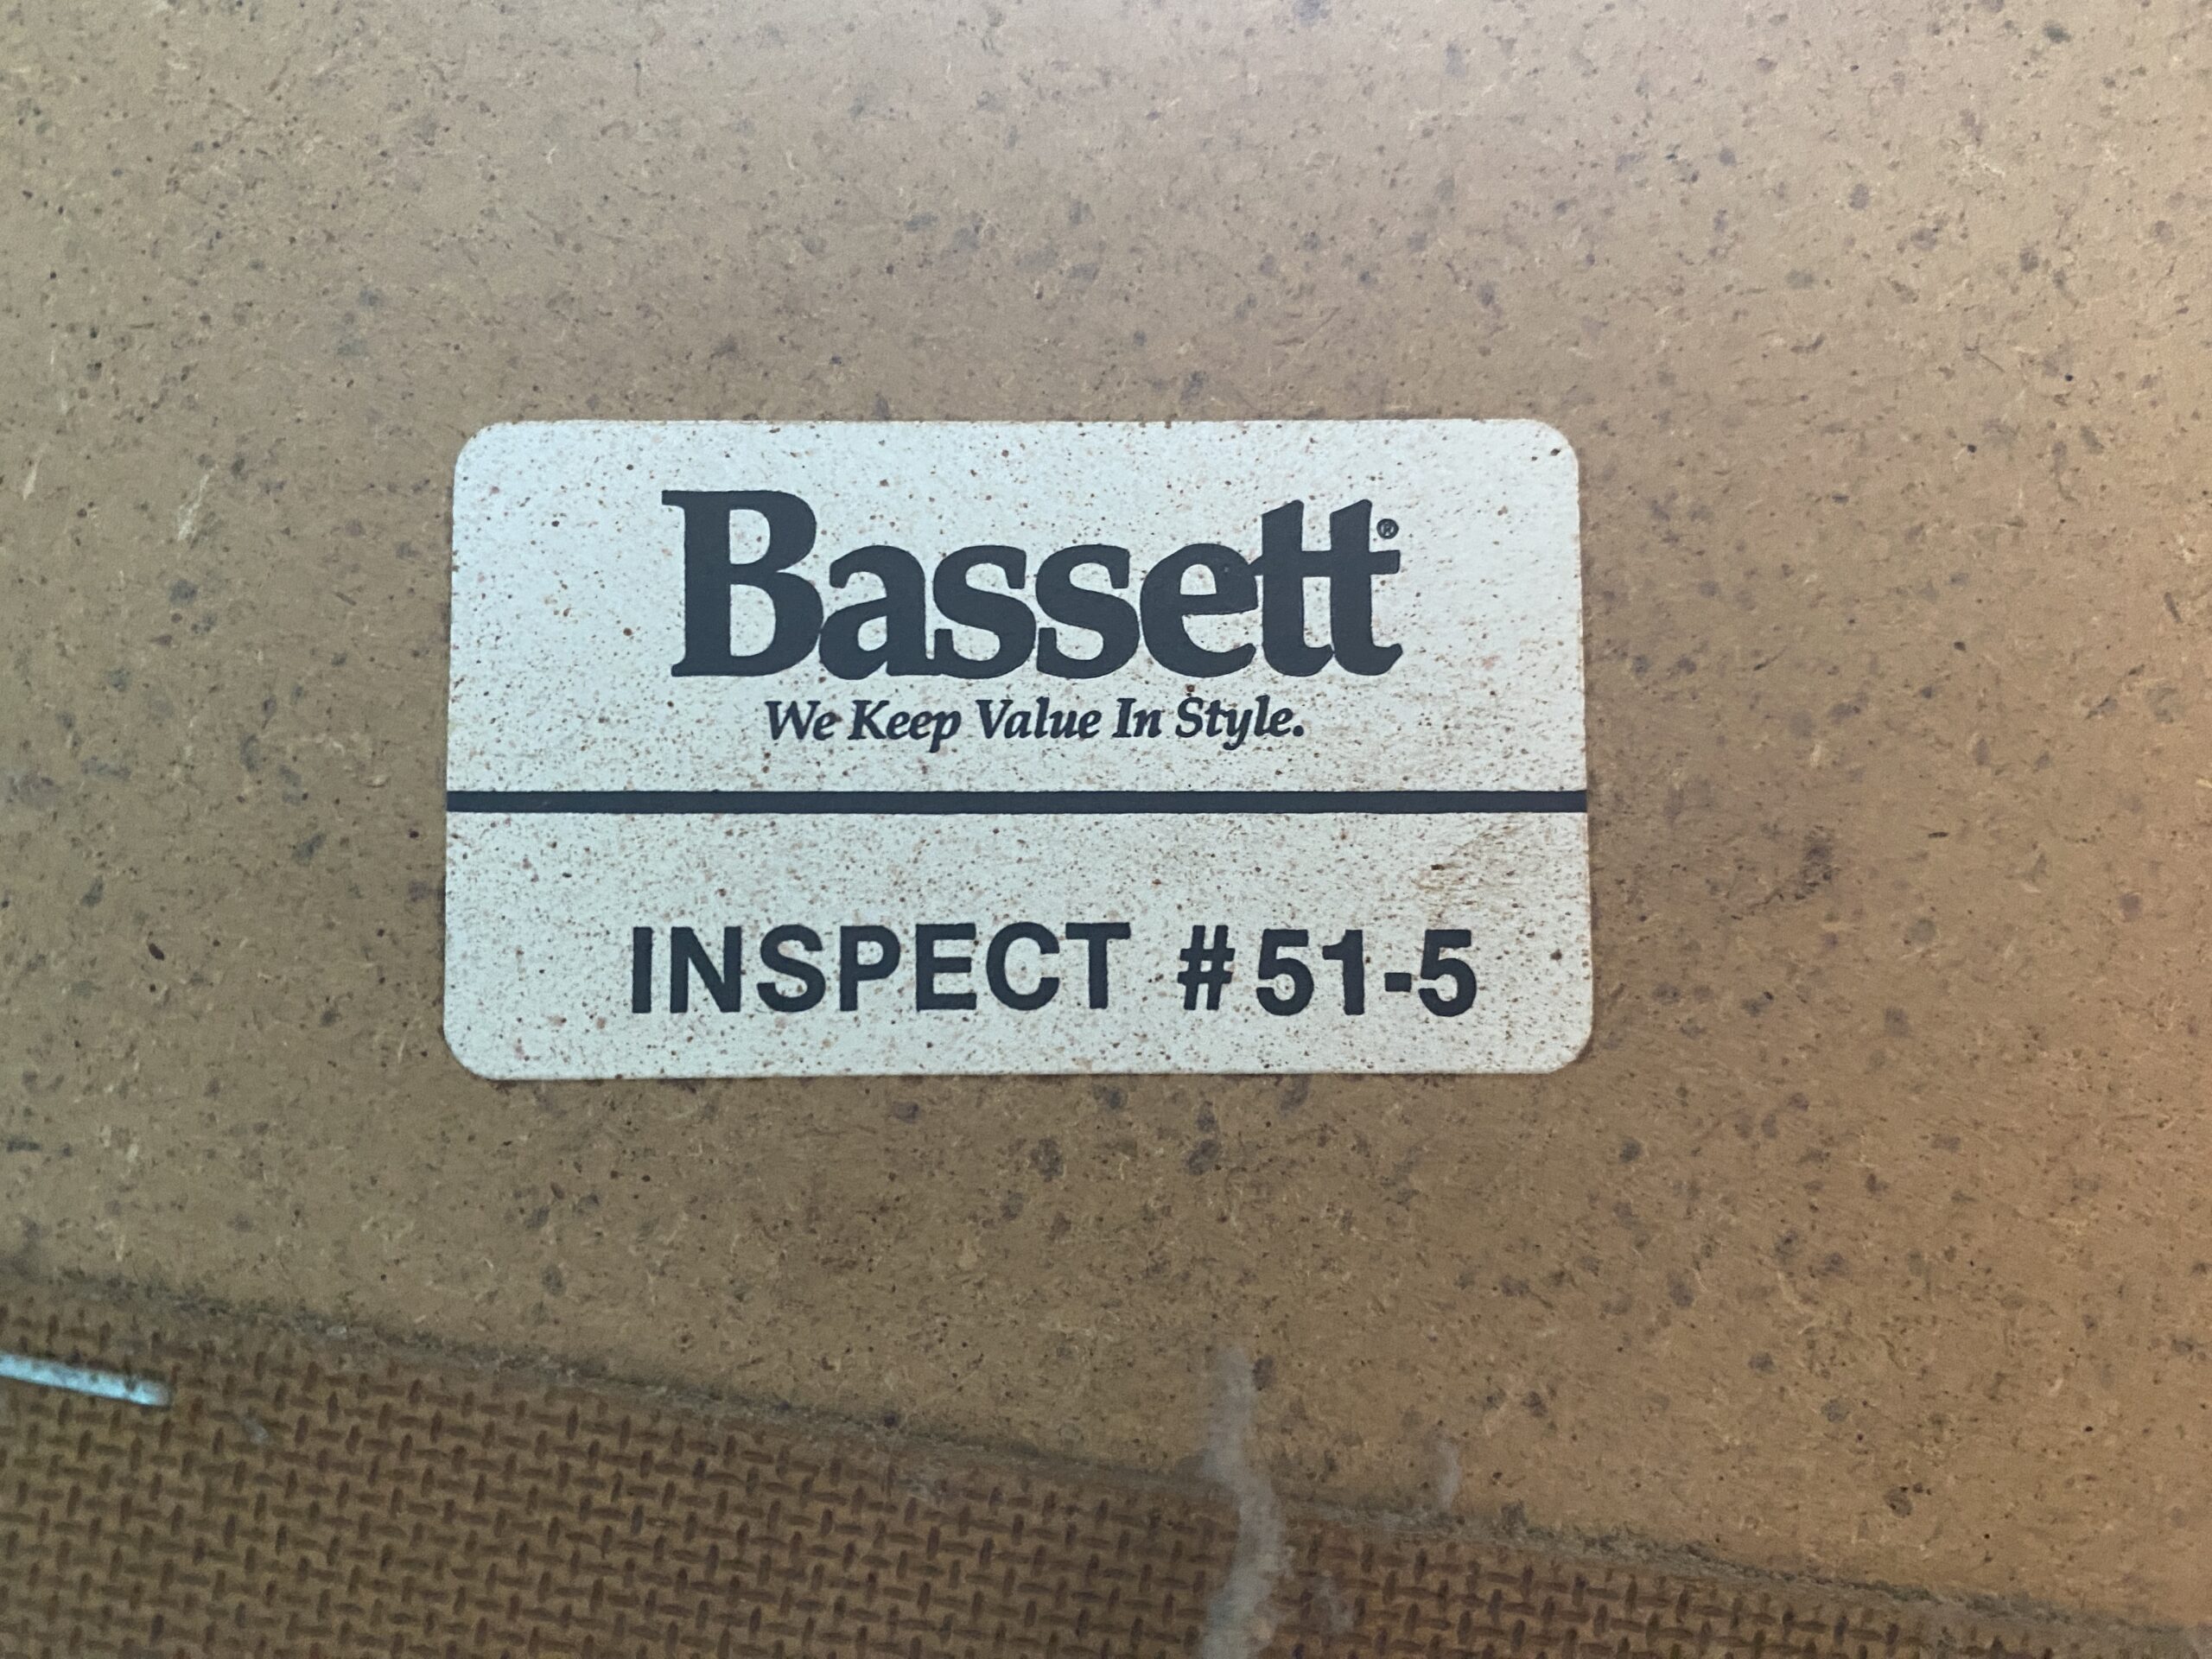 Bassett®
We Keep Value In Style.
INSPECT #51-5